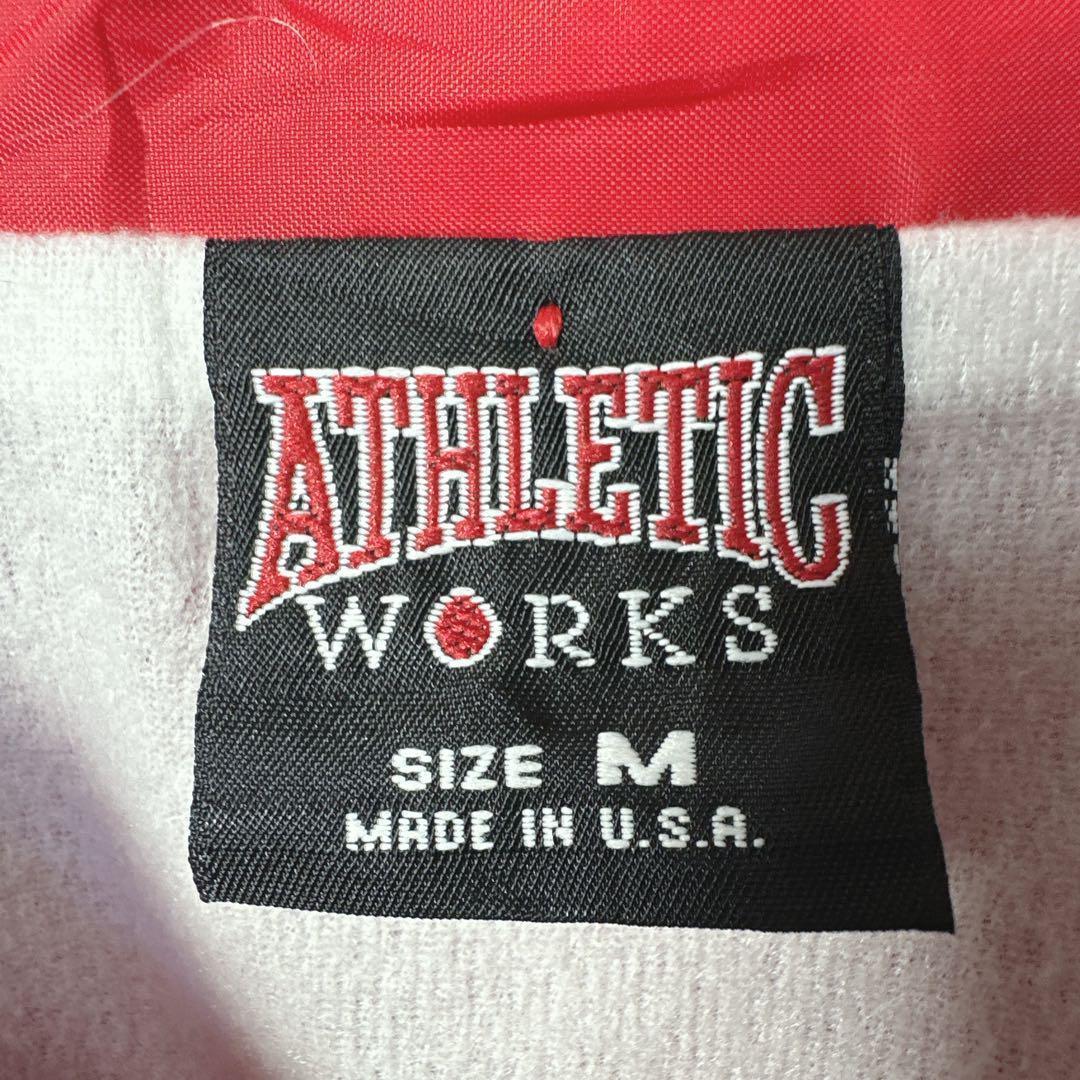 ATHLETIC
WORKS
SIZE M
MADE IN U.S.A.